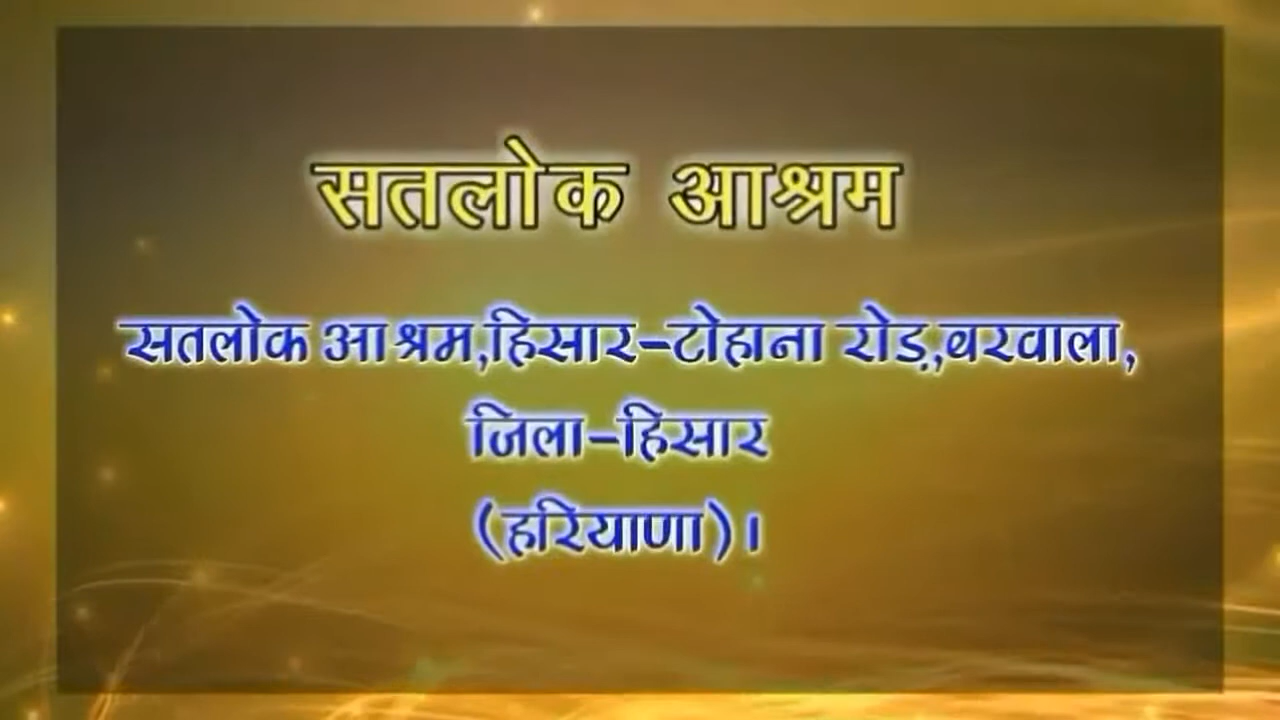 सतलोक आश्रम
सतलोक आश्रम,हिसार-टोहाना रोड़,बरवाला,
जिला-हिसार
(हरियाणा)।